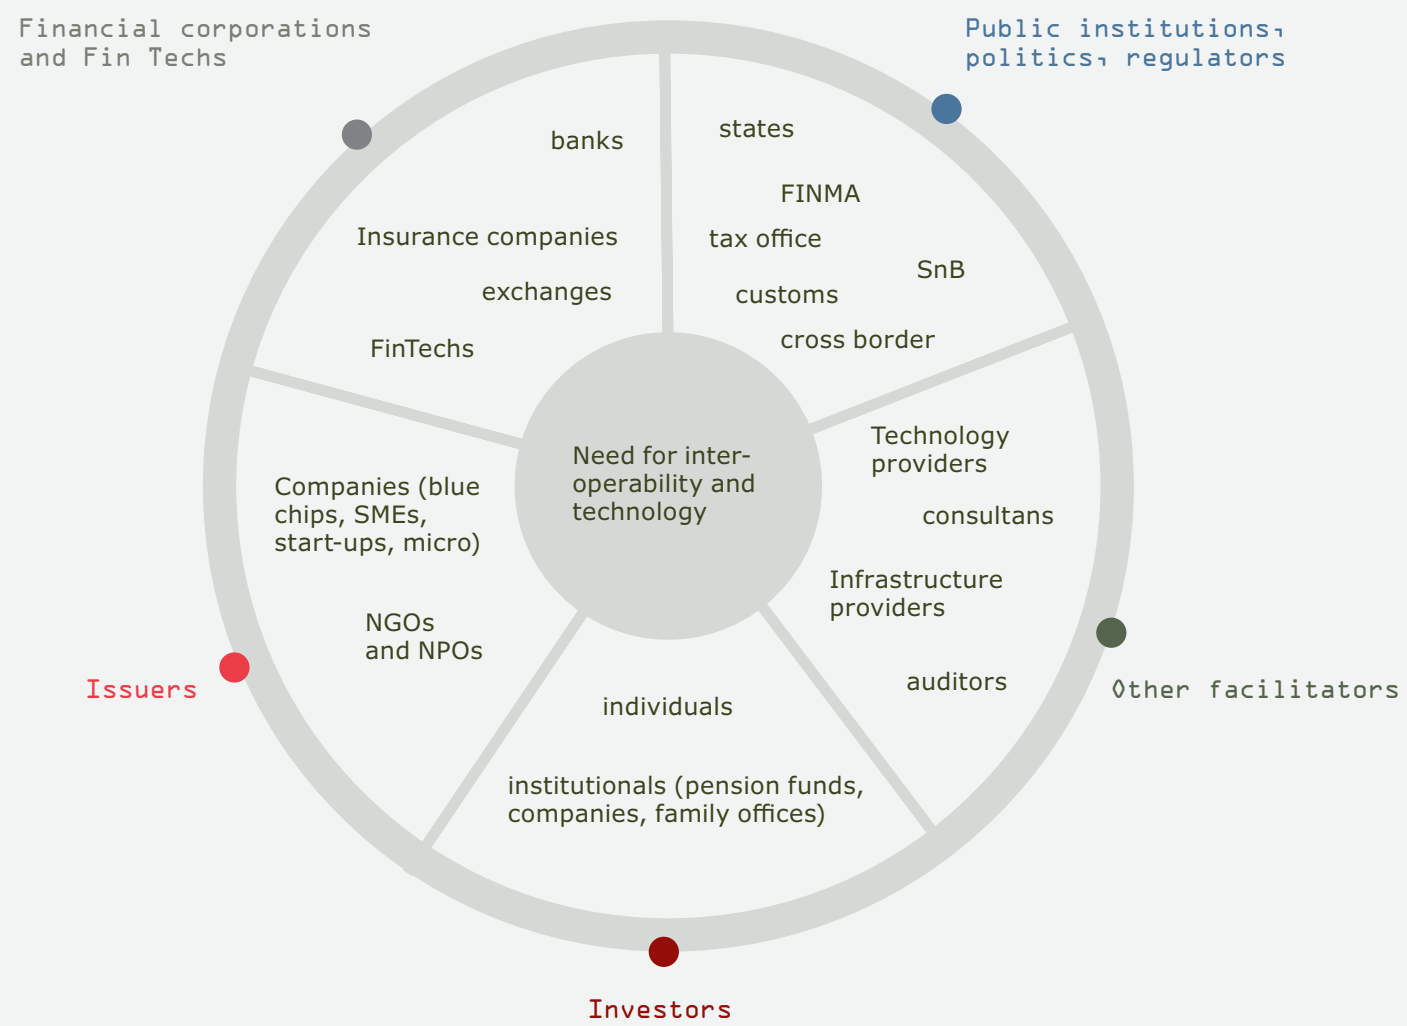 Financial corporations
and Fin Techs
Public institutions,
politics, regulators
banks
Insurance companies
exchanges
FinTechs
states
FINMA
tax office
SnB
customs
cross border
Need for inter-
operability and
technology
Technology
providers
consultans
Infrastructure
providers
auditors
Other facilitators
Companies (blue
chips, SMEs,
start-ups, micro)
NGOs
and NPOs
Issuers
individuals
institutionals (pension funds,
companies, family offices)
Investors